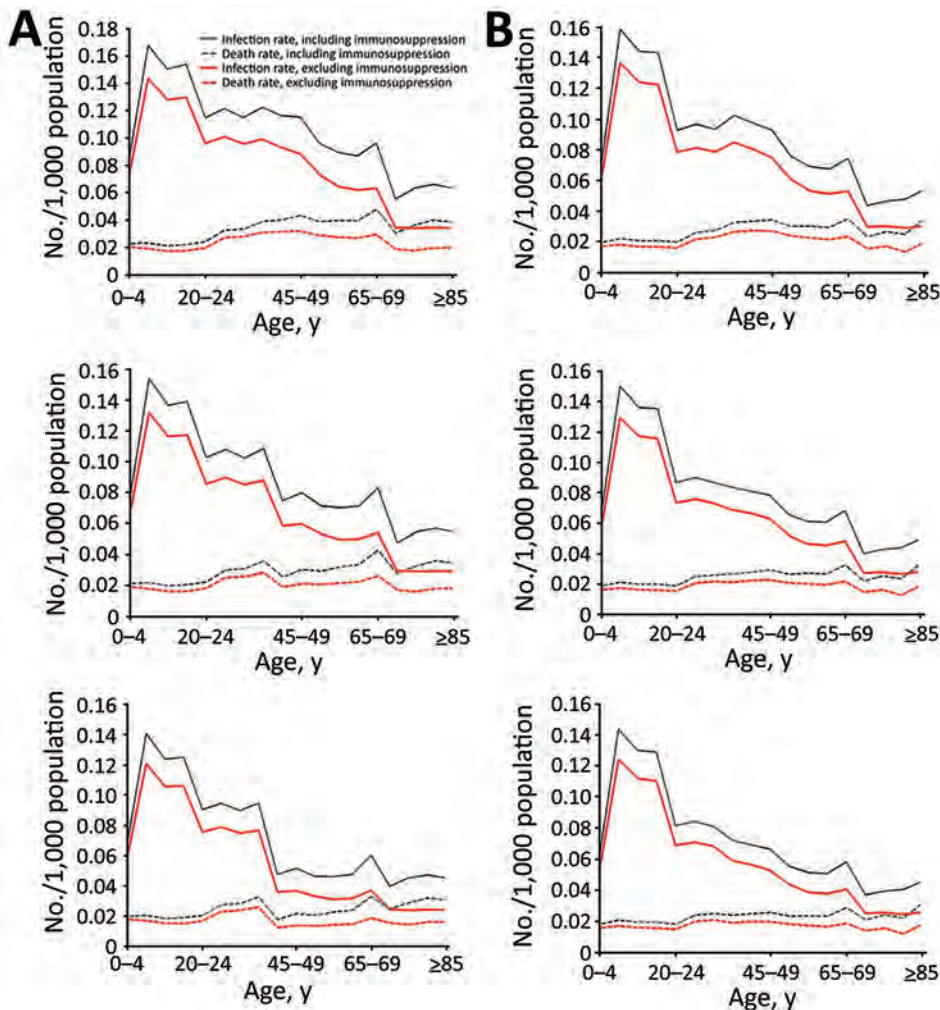 A
Infection rate, including immunosuppression
Death rate, including immunosuppression
Infection rate, excluding immunosuppression
Death rate, excluding immunosuppression
No./1,000 population
0.18
0.16
0.14
0.12
0.10
0.08
0.06
0.04
0.02
0
0–4 20–24 45–49 65–69 ≥85
Age, y
B
No./1,000 population
0.16
0.14
0.12
0.10
0.08
0.06
0.04
0.02
0
0–4 20–24 45–49 65–69 ≥85
Age, y
No./1,000 population
0.16
0.14
0.12
0.10
0.08
0.06
0.04
0.02
0
0–4 20–24 45–49 65–69 ≥85
Age, y
No./1,000 population
0.16
0.14
0.12
0.10
0.08
0.06
0.04
0.02
0
0–4 20–24 45–49 65–69 ≥85
Age, y
No./1,000 population
0.16
0.14
0.12
0.10
0.08
0.06
0.04
0.02
0
0–4 20–24 45–49 65–69 ≥85
Age, y
No./1,000 population
0.16
0.14
0.12
0.10
0.08
0.06
0.04
0.02
0
0–4 20–24 45–49 65–69 ≥85
Age, y